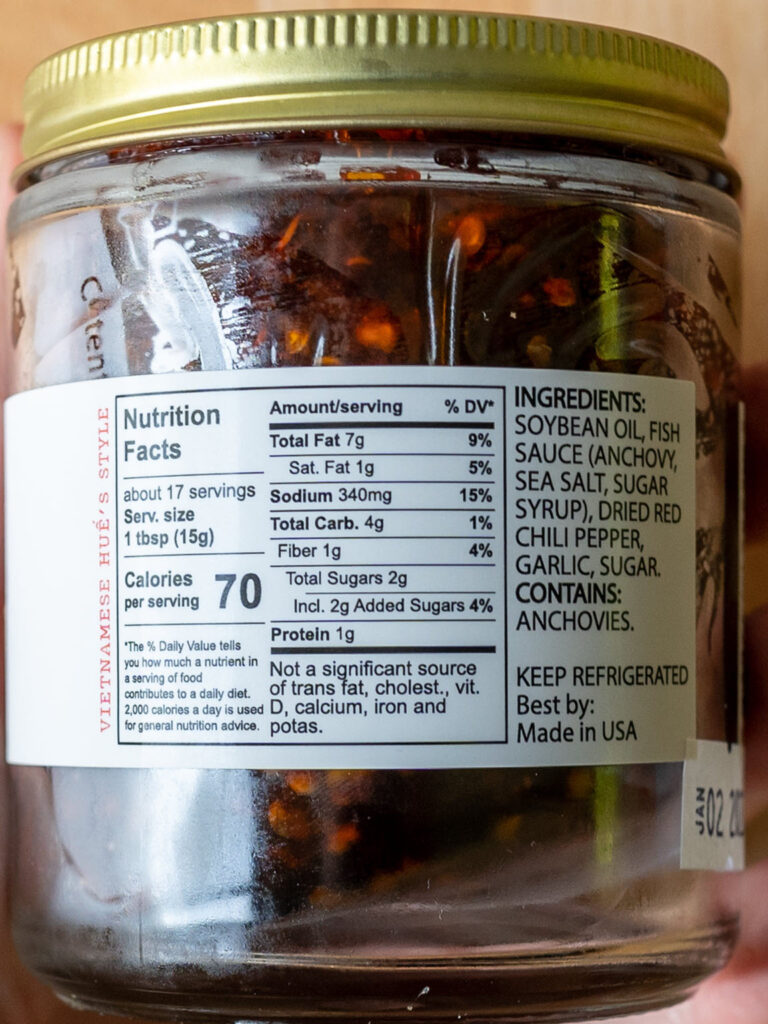 VIETNAMESE HUẾ'S STYLE
Nutrition
Facts
about 17 servings
Serv. size
1 tbsp (15g)
Calories
per serving 70
*The % Daily Value tells
you how much a nutrient in
a serving of food
contributes to a daily diet.
2,000 calories a day is used
for general nutrition advice.
Amount/serving % DV*
Total Fat 7g 9%
Sat. Fat 1g 5%
Sodium 340mg 15%
Total Carb. 4g 1%
Fiber 1g 4%
Total Sugars 2g
Incl. 2g Added Sugars 4%
Protein 1g
Not a significant source
of trans fat, cholest., vit.
D, calcium, iron and
potas.
INGREDIENTS:
SOYBEAN OIL, FISH
SAUCE (ANCHOVY,
SEA SALT, SUGAR
SYRUP), DRIED RED
CHILI PEPPER,
GARLIC, SUGAR.
CONTAINS:
ANCHOVIES.
KEEP REFRIGERATED
Best by:
Made in USA
JAN 02